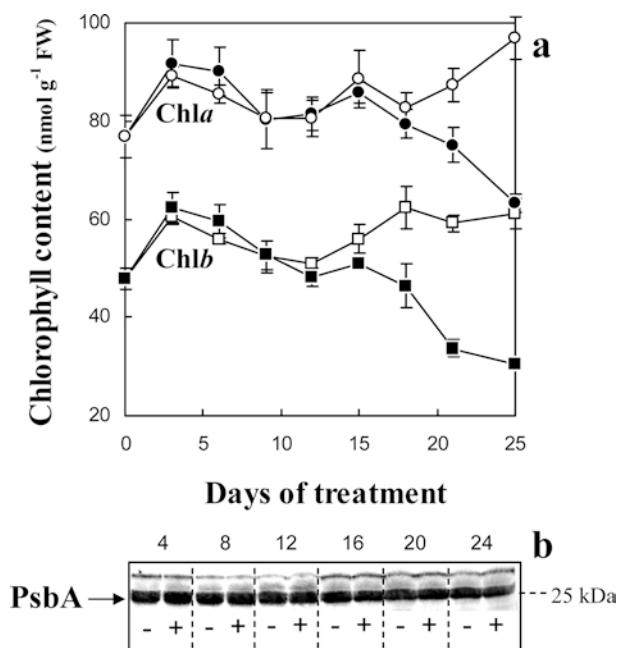 100
a
80
Chla
60
Chlb
40
20
0 5 10 15 20 25
Chlorophyll content (nmol g⁻¹ FW)
Days of treatment
4 8 12 16 20 24 b
PsbA 25 kDa
- + - + - + - + - + - +